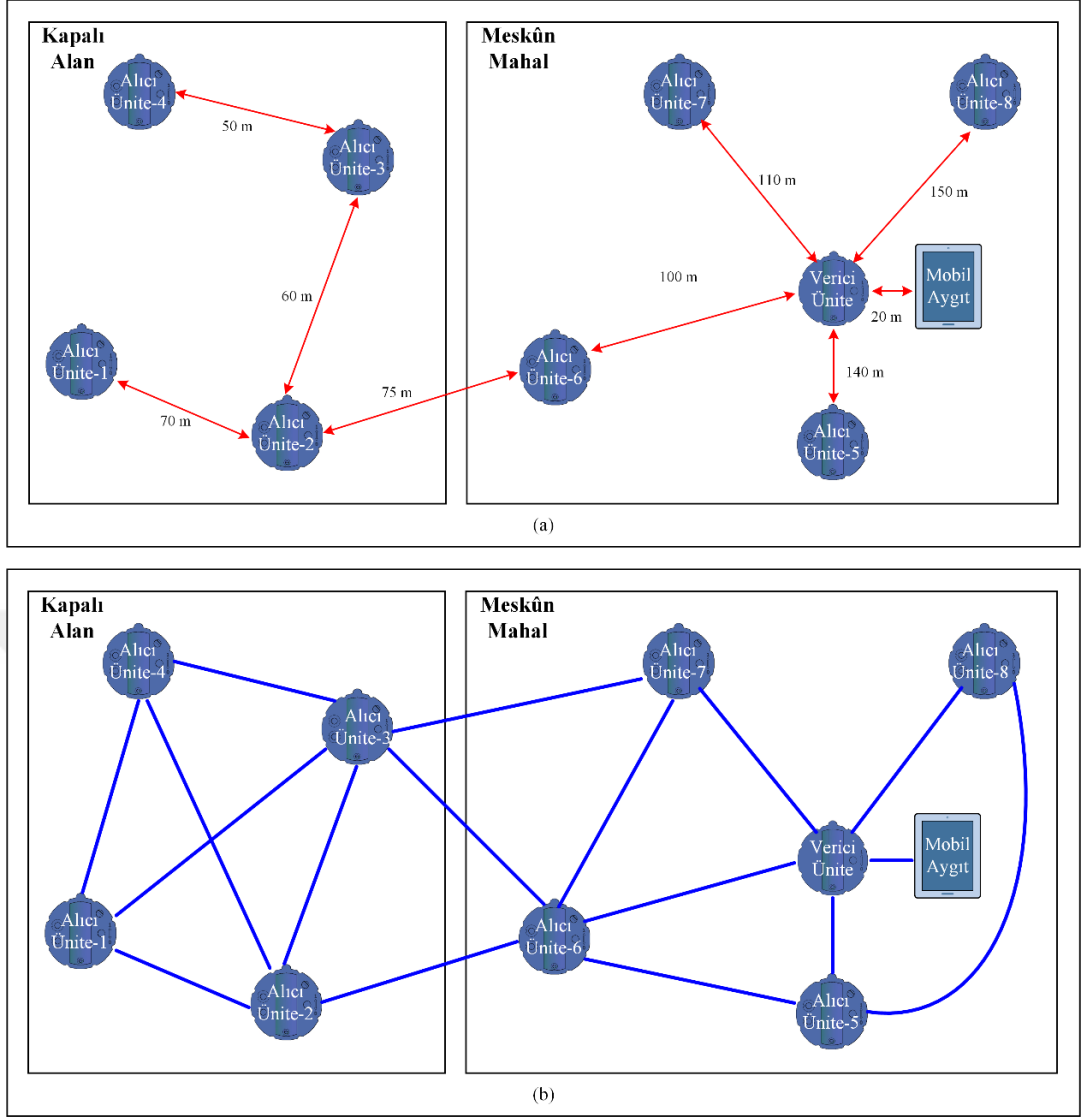 Kapalı
Alan
Meskûn
Mahal
Alıcı
Ünite-4
Alıcı
Ünite-7
Alıcı
Ünite-8
50 m
Alıcı
Ünite-3
110 m
150 m
Verici
Ünite
Mobil
Aygıt
100 m
60 m
20 m
Alıcı
Ünite-1
Alıcı
Ünite-6
140 m
75 m
70 m
Alıcı
Ünite-2
Alıcı
Ünite-5
(a)
Kapalı
Alan
Meskûn
Mahal
Alıcı
Ünite-4
Alıcı
Ünite-7
Alıcı
Ünite-8
Alıcı
Ünite-3
Verici
Ünite
Mobil
Aygıt
Alıcı
Ünite-1
Alıcı
Ünite-6
Alıcı
Ünite-2
Alıcı
Ünite-5
(b)